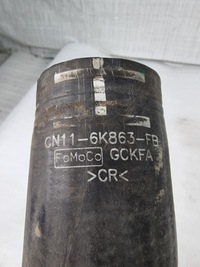 CN11-6K863-FB
FoMoCo GCKFA
>CR<